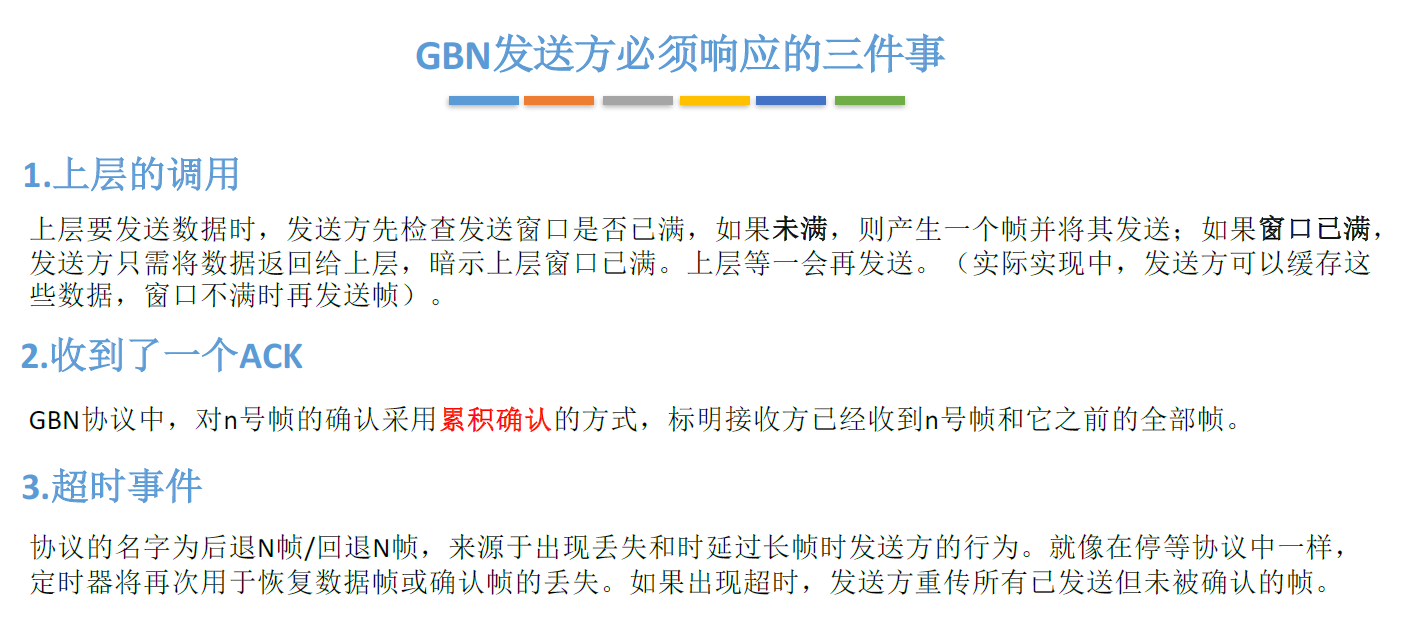 GBN发送方必须响应的三件事
1.上层的调用
上层要发送数据时，发送方先检查发送窗口是否已满，如果未满，则产生一个帧并将其发送；如果窗口已满，
发送方只需将数据返回给上层，暗示上层窗口已满。上层等一会再发送。（实际实现中，发送方可以缓存这
些数据，窗口不满时再发送帧）。
2.收到了一个ACK
GBN协议中，对n号帧的确认采用累积确认的方式，标明接收方已经收到n号帧和它之前的全部帧。
3.超时事件
协议的名字为后退N帧/回退N帧，来源于出现丢失和时延过长帧时发送方的行为。就像在停等协议中一样，
定时器将再次用于恢复数据帧或确认帧的丢失。如果出现超时，发送方重传所有已发送但未被确认的帧。